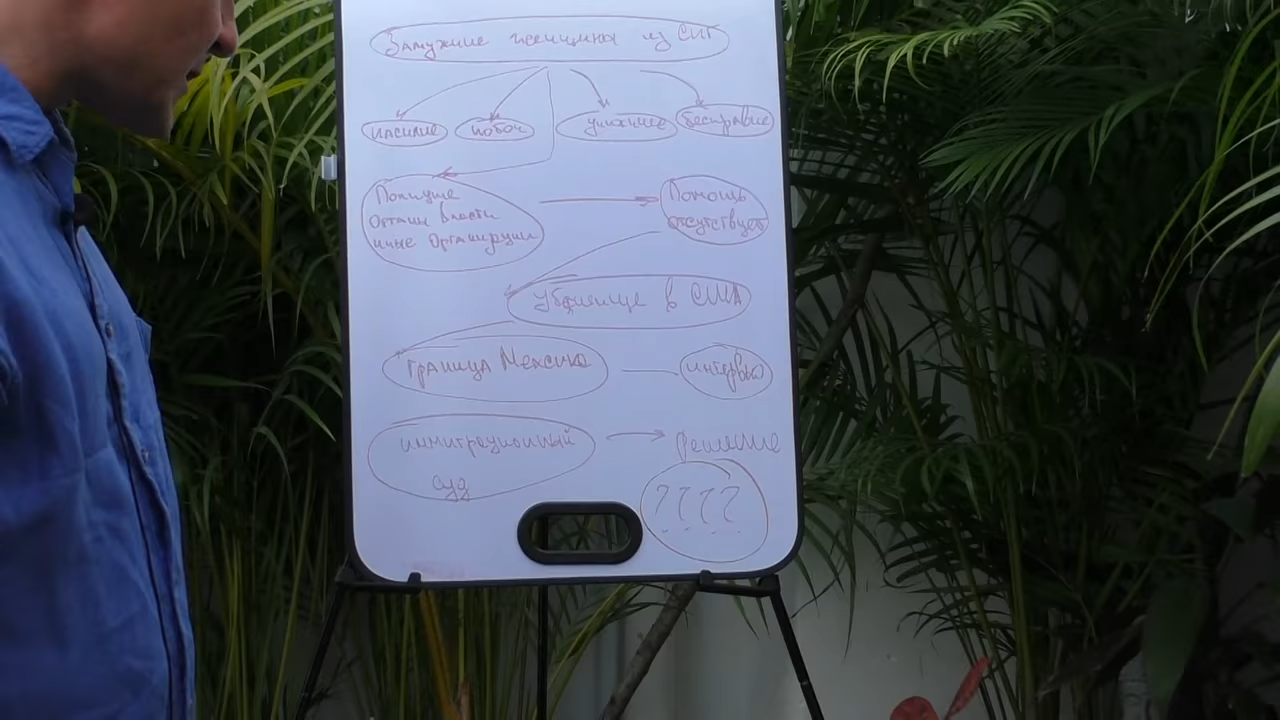 Замужние женщины из СНГ
насилие побои унижение бесправие
Полиция
Органы власти
иные Организации
Помощь
отсутствует
Убежище в США
граница Мексика интервью
иммиграционный
суд
решение
????